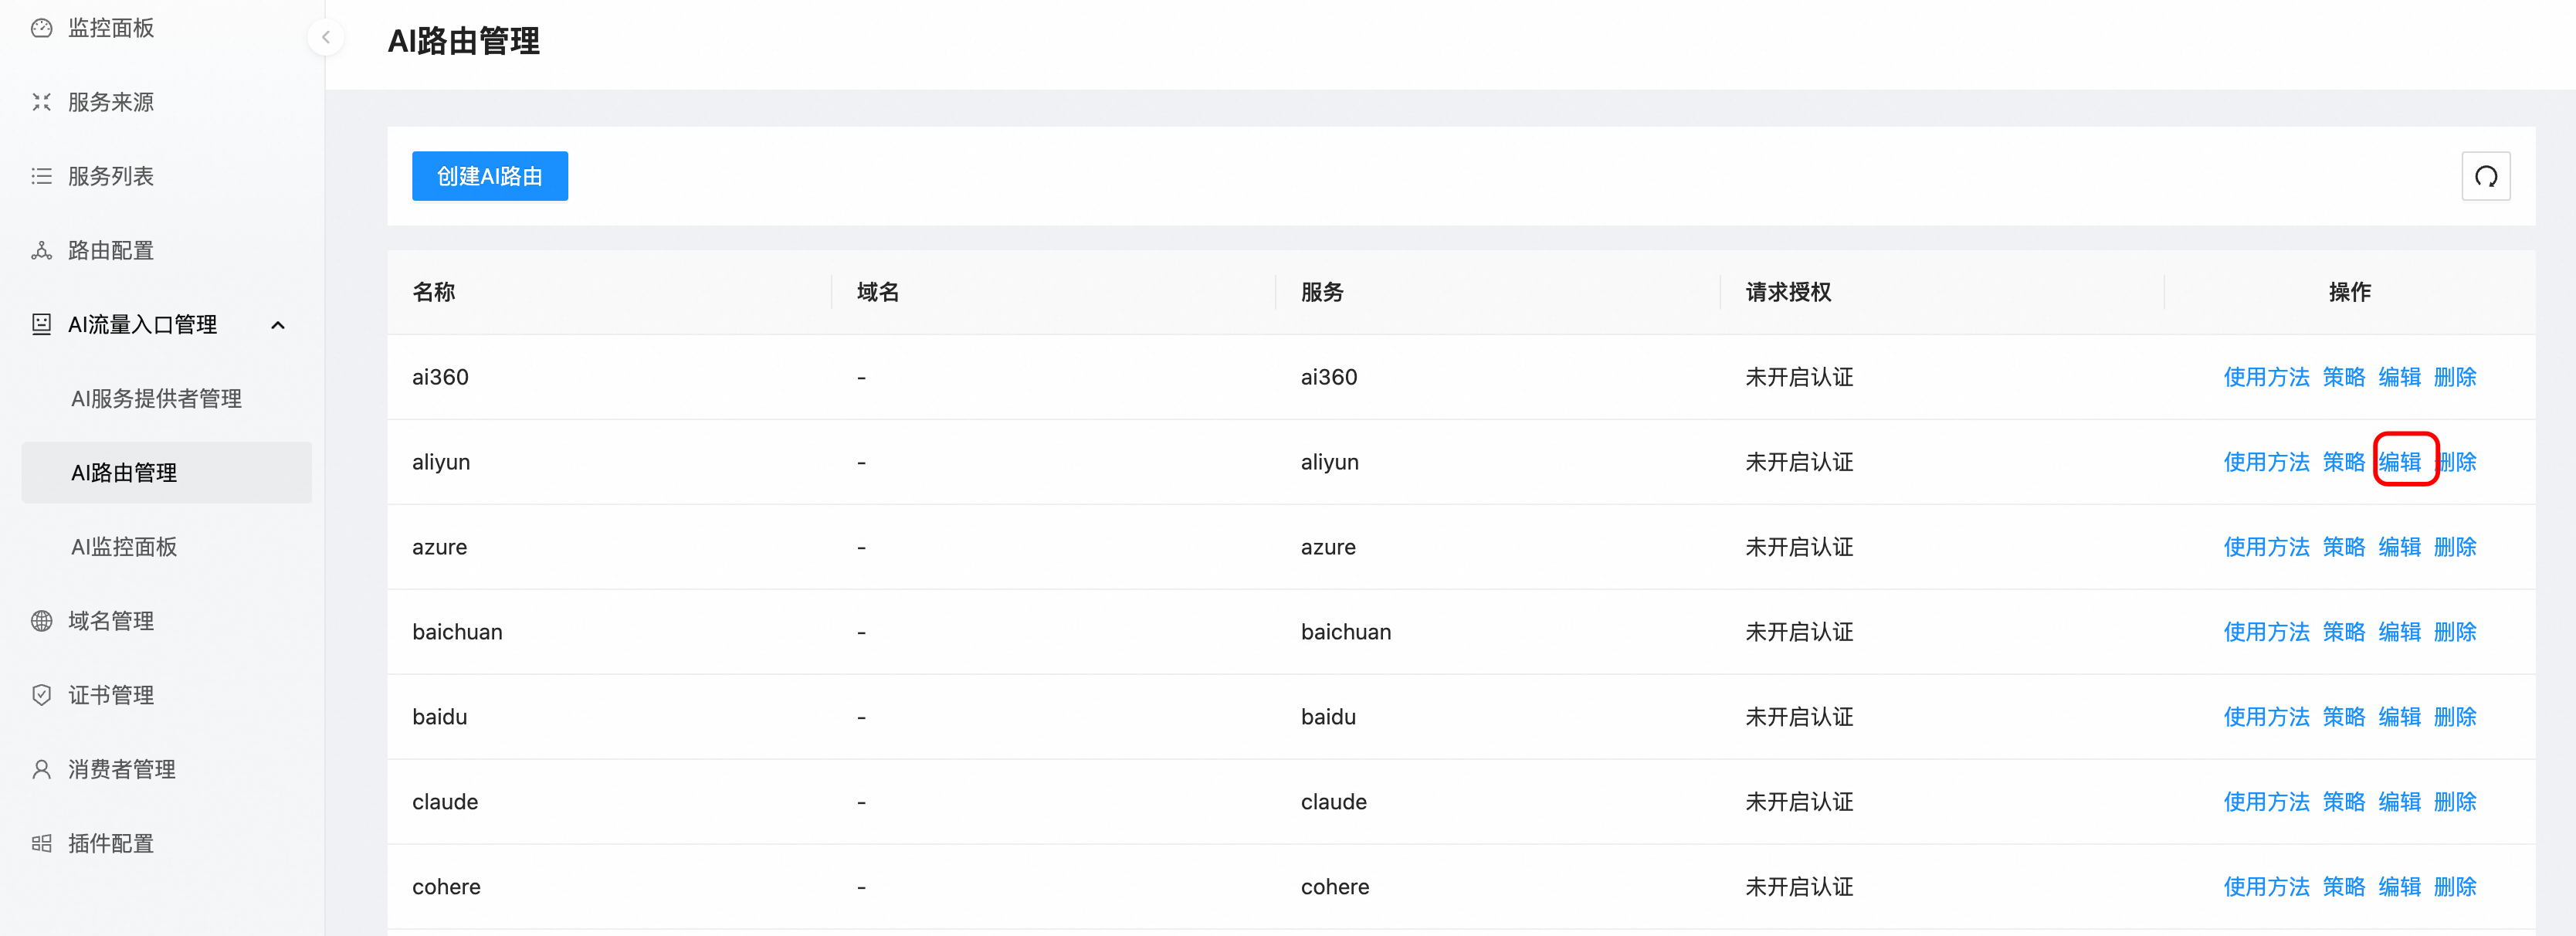 监控面板
服务来源
服务列表
路由配置
AI流量入口管理
AI服务提供者管理
AI路由管理
AI监控面板
域名管理
证书管理
消费者管理
插件配置
AI路由管理
创建AI路由
名称 域名 服务 请求授权 操作
ai360 - ai360 未开启认证 使用方法 策略 编辑 删除
aliyun - aliyun 未开启认证 使用方法 策略 编辑 删除
azure - azure 未开启认证 使用方法 策略 编辑 删除
baichuan - baichuan 未开启认证 使用方法 策略 编辑 删除
baidu - baidu 未开启认证 使用方法 策略 编辑 删除
claude - claude 未开启认证 使用方法 策略 编辑 删除
cohere - cohere 未开启认证 使用方法 策略 编辑 删除